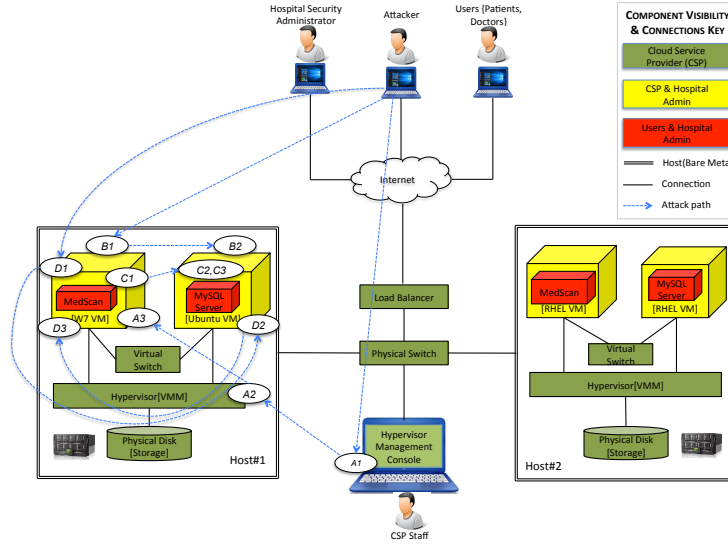 Hospital Security
Administrator
Attacker
Users {Patients,
Doctors}
COMPONENT VISIBILITY
& CONNECTIONS KEY
Cloud Service
Provider (CSP)
CSP & Hospital
Admin
Users & Hospital
Admin
Host(Bare Meta
Connection
Attack path
Internet
B1
B2
D1
C1
C2,C3
MedScan
MySQL
Server
[W7 VM]
[Ubuntu VM]
A3
D3
D2
Virtual
Switch
Hypervisor[VMM]
A2
Physical Disk
[Storage]
Host#1
Load Balancer
Physical Switch
Hypervisor
Management
Console
A1
CSP Staff
MedScan
MySQL
Server
[RHEL VM]
[RHEL VM]
Virtual
Switch
Hypervisor[VMM]
Physical Disk
[Storage]
Host#2